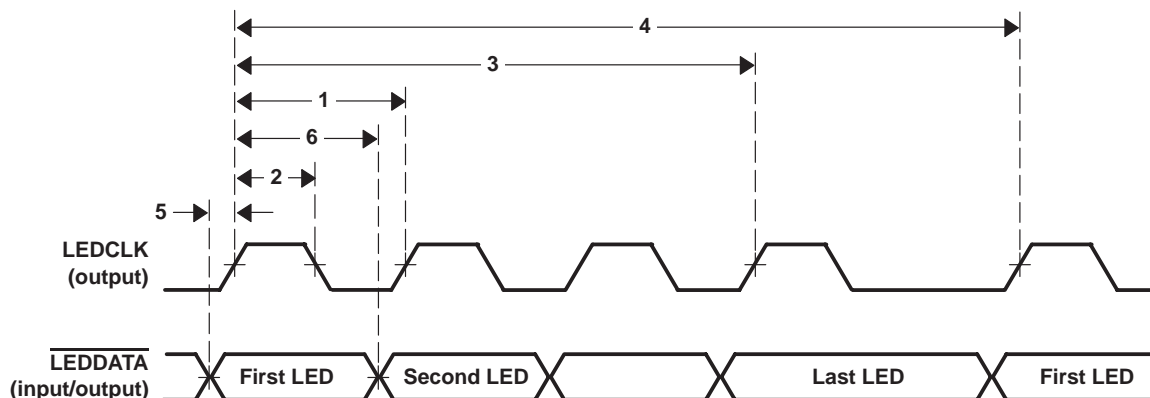 4
3
1
6
2
5
LEDCLK
(output)
LEDDATA
(input/output)
First LED
Second LED
Last LED
First LED